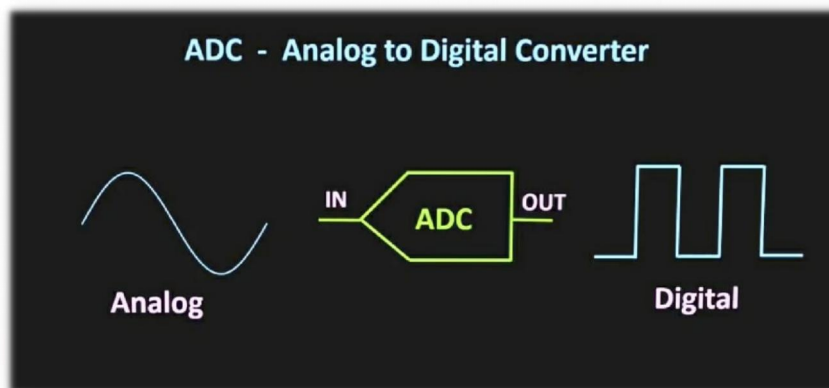 ADC - Analog to Digital Converter
IN
ADC
OUT
Analog
Digital